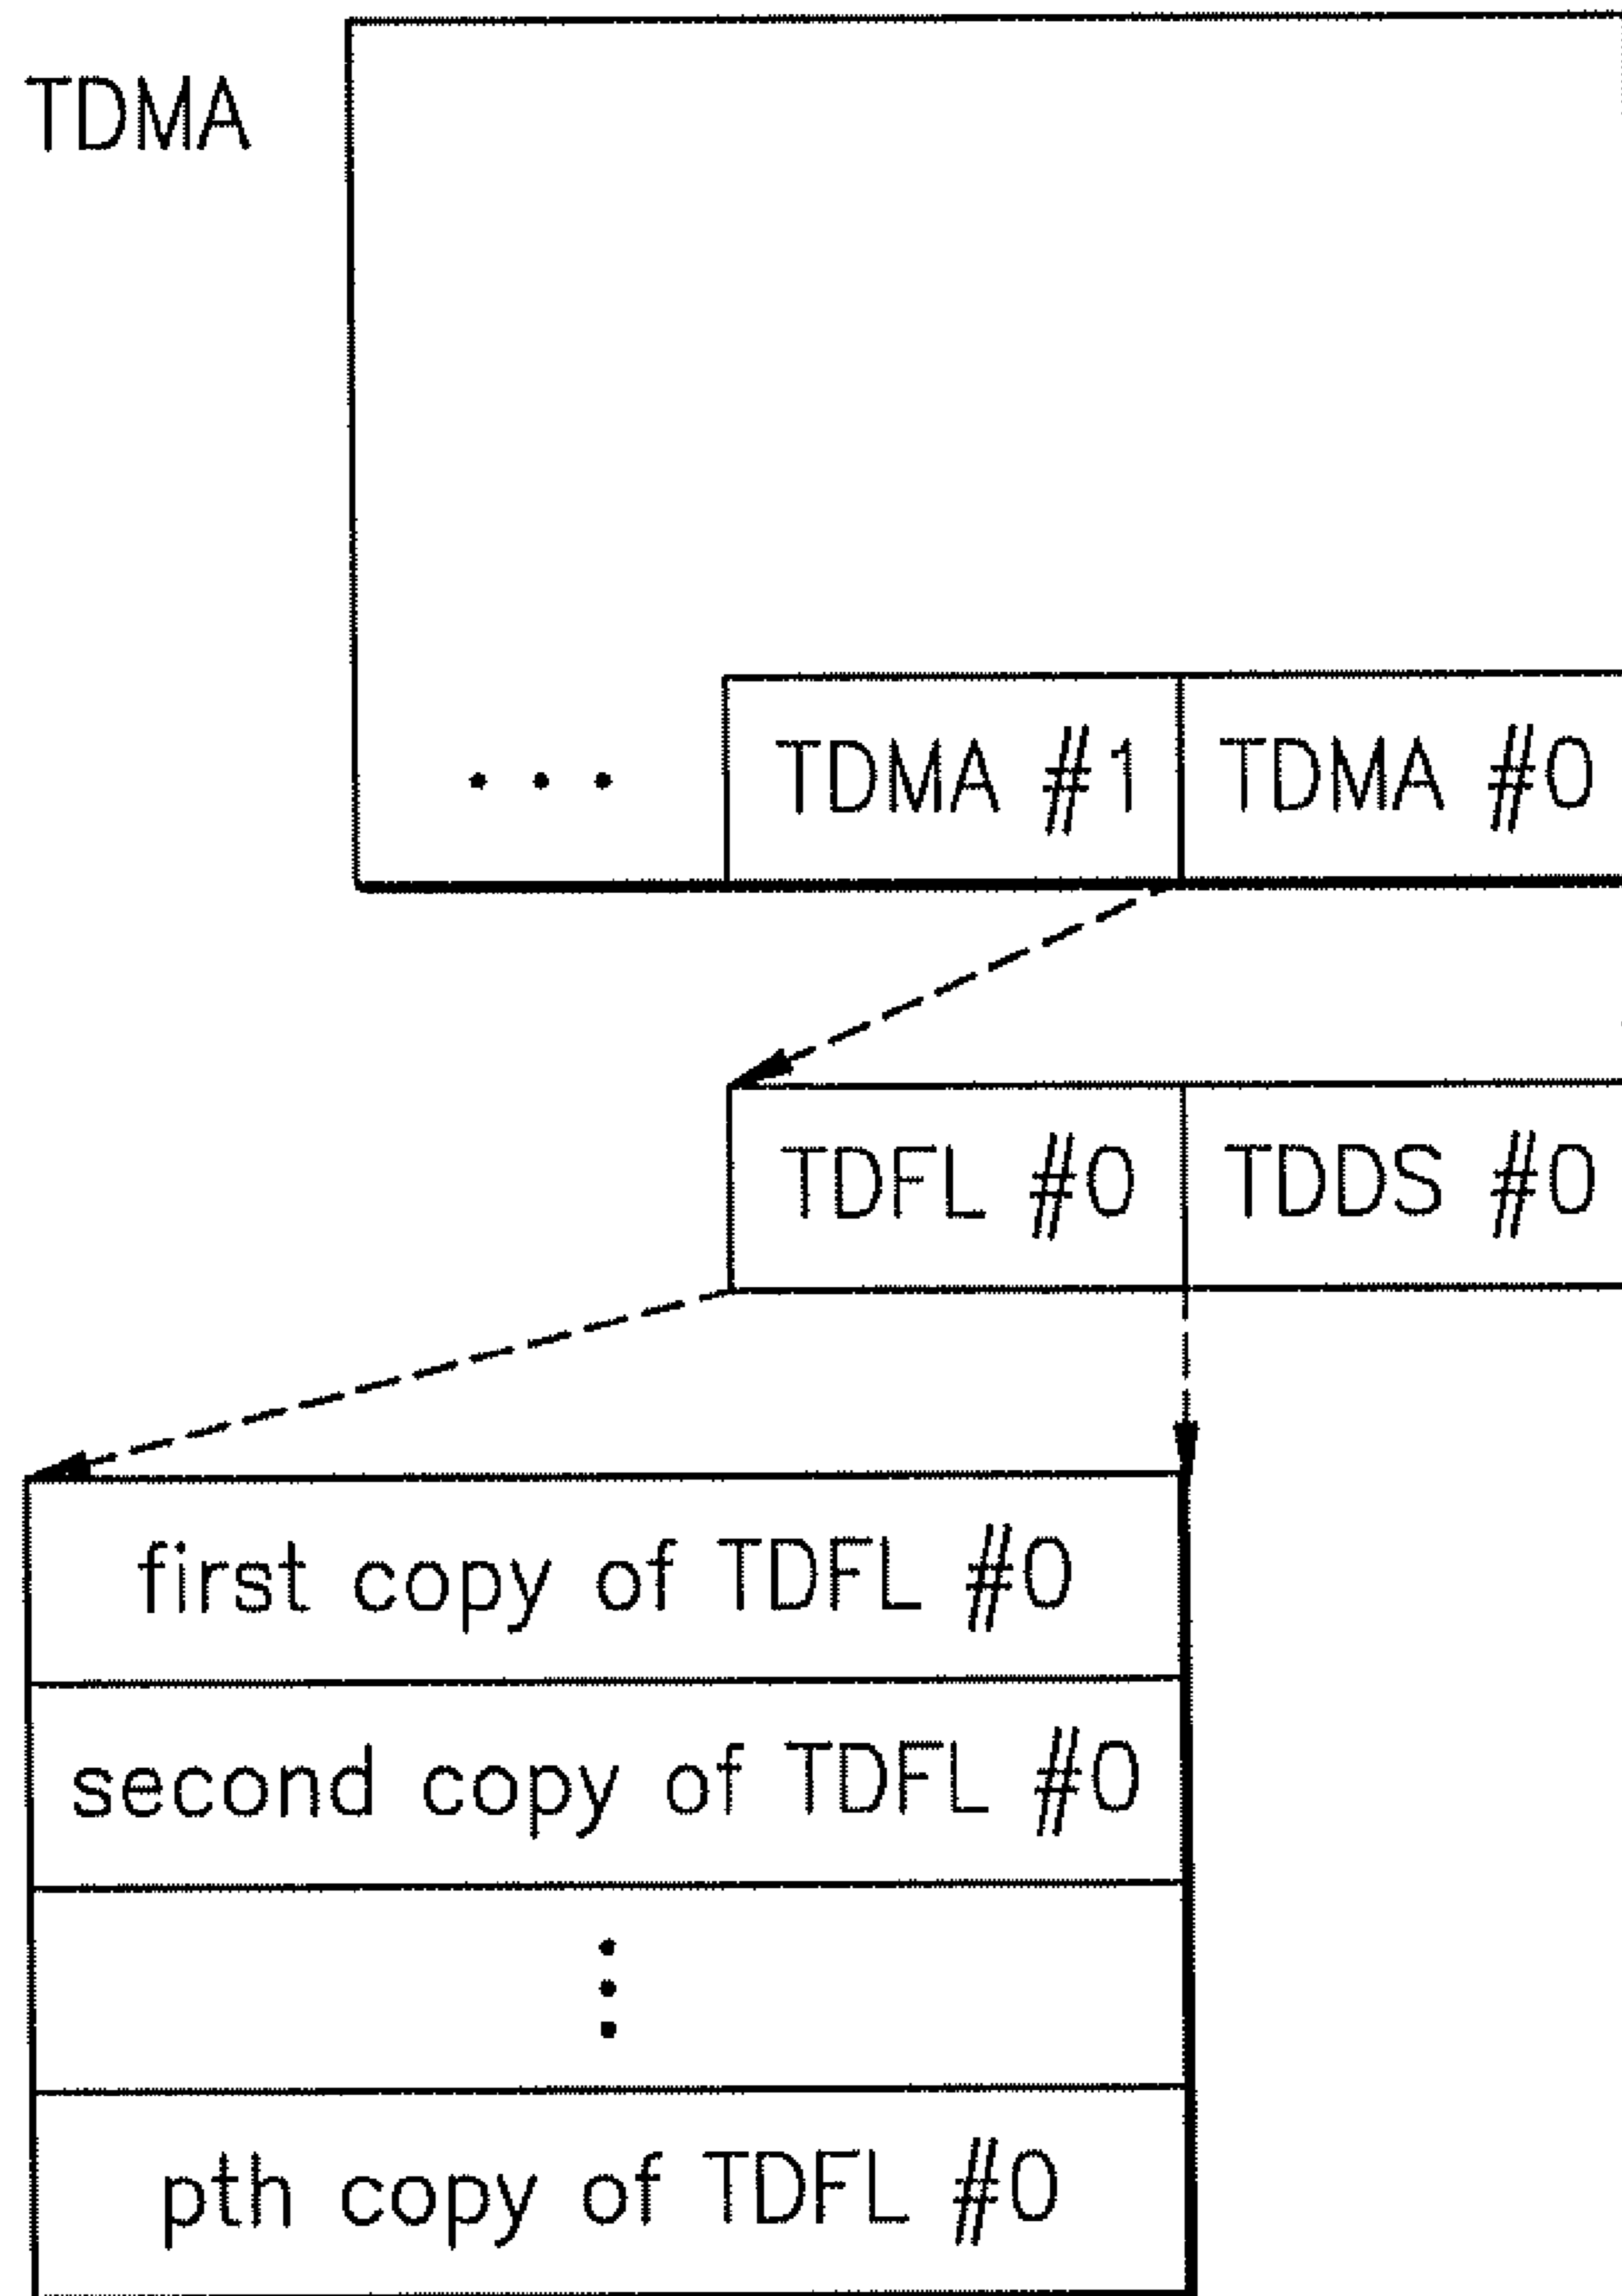 TDMA
... TDMA #1 TDMA #0
TDFL #0 TDDS #0
first copy of TDFL #0
second copy of TDFL #0
⋮
pth copy of TDFL #0